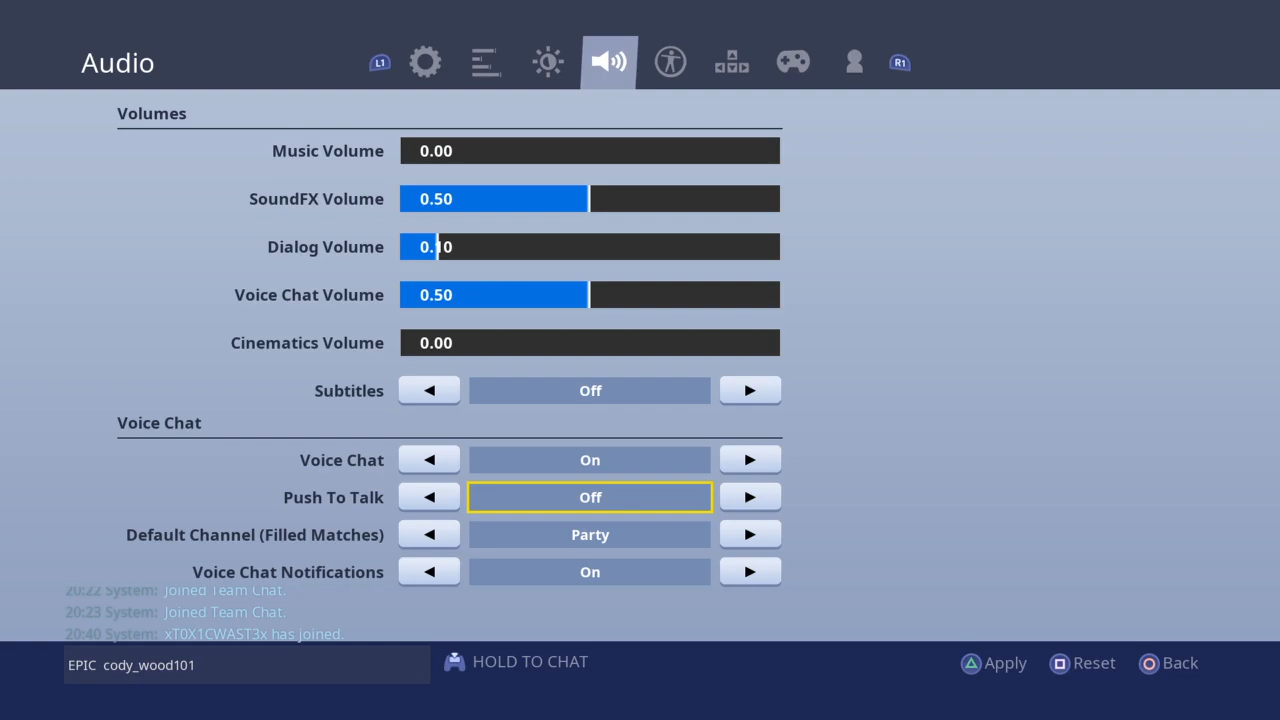 Audio
L1
R1
Volumes
Music Volume 0.00
SoundFX Volume 0.50
Dialog Volume 0.10
Voice Chat Volume 0.50
Cinematics Volume 0.00
Subtitles ◀ Off ▶
Voice Chat
Voice Chat ◀ On ▶
Push To Talk ◀ Off ▶
Default Channel (Filled Matches) ◀ Party ▶
Voice Chat Notifications ◀ On ▶
20:22 System: Joined Team Chat.
20:23 System: Joined Team Chat.
20:40 System: xT0X1CWAST3x has joined.
EPIC cody_wood101 HOLD TO CHAT Apply Reset Back